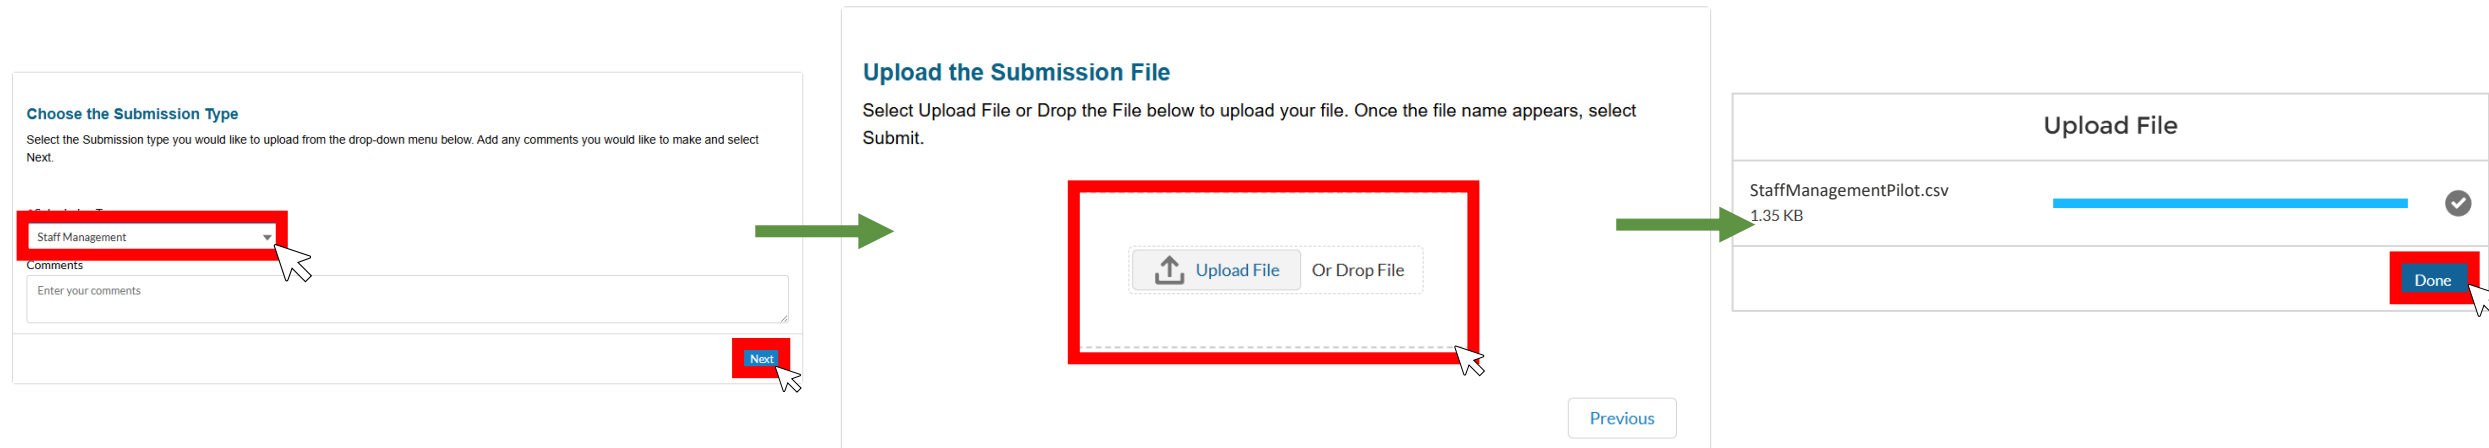 Choose the Submission Type
Select the Submission type you would like to upload from the drop-down menu below. Add any comments you would like to make and select
Next.
Staff Management
Comments
Enter your comments
Next
Upload the Submission File
Select Upload File or Drop the File below to upload your file. Once the file name appears, select
Submit.
Upload File Or Drop File
Previous
Upload File
StaffManagementPilot.csv
1.35 KB
Done